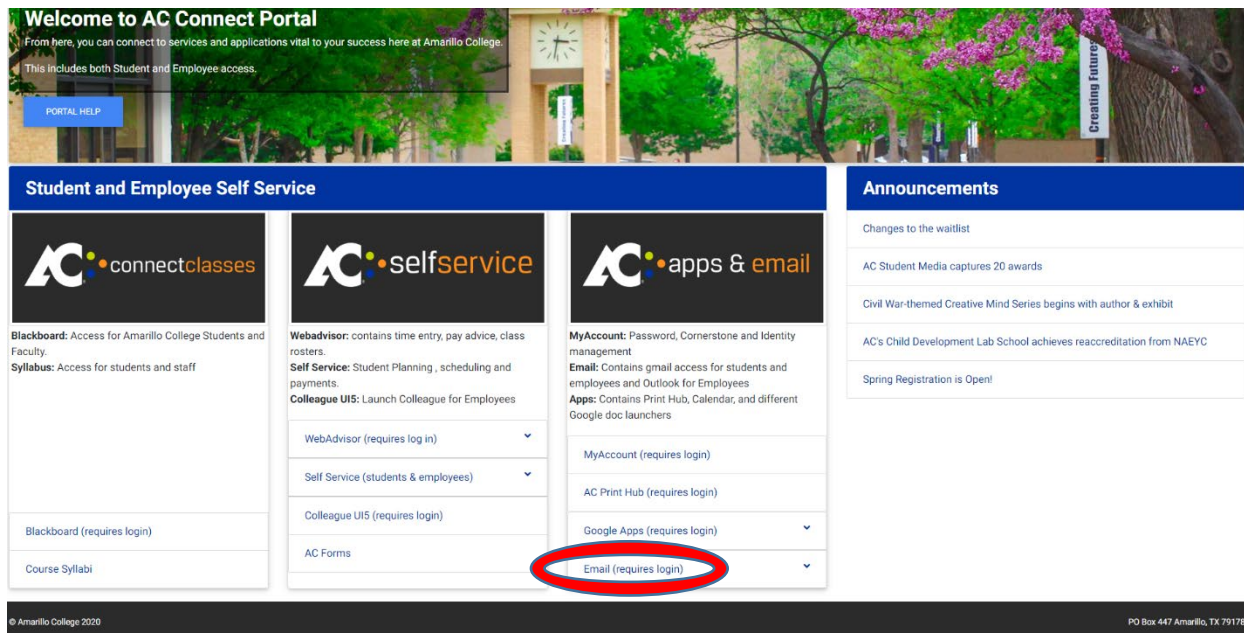 Welcome to AC Connect Portal
From here, you can connect to services and applications vital to your success here at Amarillo College.
This includes both Student and Employee access.
PORTAL HELP
Creating Futures
Creating Futures
Student and Employee Self Service
AC connectclasses
Blackboard: Access for Amarillo College Students and
Faculty.
Syllabus: Access for students and staff
Blackboard (requires login)
Course Syllabi
AC selfservice
Webadvisor: contains time entry, pay advice, class
rosters.
Self Service: Student Planning , scheduling and
payments.
Colleague UI5: Launch Colleague for Employees
WebAdvisor (requires log in)
Self Service (students & employees)
Colleague UI5 (requires login)
AC Forms
AC apps & email
MyAccount: Password, Cornerstone and Identity
management
Email: Contains gmail access for students and
employees and Outlook for Employees
Apps: Contains Print Hub, Calendar, and different
Google doc launchers
MyAccount (requires login)
AC Print Hub (requires login)
Google Apps (requires login)
Email (requires login)
Announcements
Changes to the waitlist
AC Student Media captures 20 awards
Civil War-themed Creative Mind Series begins with author & exhibit
AC's Child Development Lab School achieves reaccreditation from NAEYC
Spring Registration is Open!
© Amarillo College 2020
PO Box 447 Amarillo, TX 79178